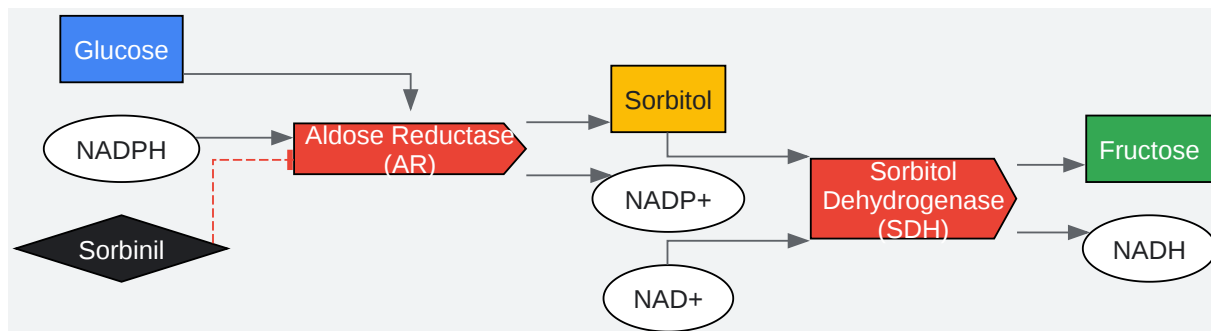 Glucose
NADPH
Sorbinil
Aldose Reductase
(AR)
Sorbitol
NADP+
NAD+
Sorbitol
Dehydrogenase
(SDH)
Fructose
NADH